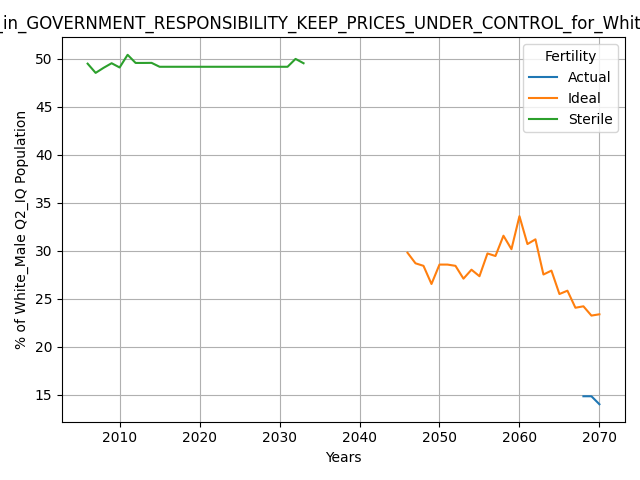 _in_GOVERNMENT_RESPONSIBILITY_KEEP_PRICES_UNDER_CONTROL_for_Whit
Fertility
Actual
Ideal
Sterile
% of White_Male Q2_IQ Population
50
45
40
35
30
25
20
15
2010 2020 2030 2040 2050 2060 2070
Years